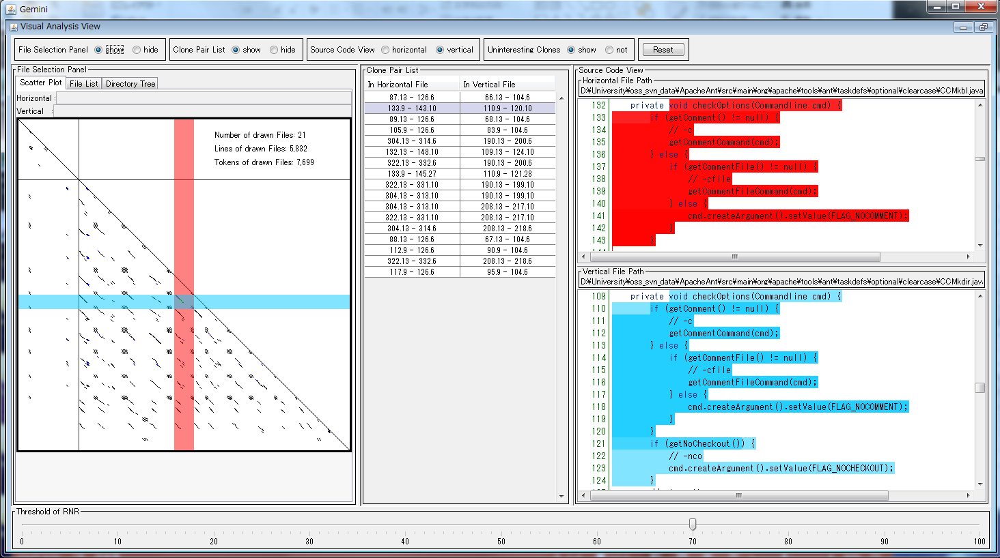 Gemini
Visual Analysis View
File Selection Panel show hide
Clone Pair List show hide
Source Code View horizontal vertical
Uninteresting Clones show not
Reset
File Selection Panel
Scatter Plot File List Directory Tree
Horizontal :
Vertical :
Number of drawn Files: 21
Lines of drawn Files: 5,832
Tokens of drawn Files: 7,699
Clone Pair List
In Horizontal File In Vertical File
87.13 - 126.6 66.13 - 104.6
133.9 - 143.10 110.9 - 120.10
89.13 - 126.6 68.13 - 104.6
105.9 - 126.6 83.9 - 104.6
304.13 - 314.6 190.13 - 200.6
132.13 - 148.10 109.13 - 124.10
322.13 - 332.6 190.13 - 200.6
133.9 - 145.27 110.9 - 121.28
322.13 - 331.10 190.13 - 199.10
304.13 - 313.10 190.13 - 199.10
304.13 - 313.10 208.13 - 217.10
322.13 - 331.10 208.13 - 217.10
304.13 - 314.6 208.13 - 218.6
88.13 - 126.6 67.13 - 104.6
112.9 - 126.6 90.9 - 104.6
322.13 - 332.6 208.13 - 218.6
117.9 - 126.6 95.9 - 104.6
Source Code View
Horizontal File Path
D:¥University¥oss_svn_data¥ApacheAnt¥src¥main¥org¥apache¥tools¥ant¥taskdefs¥optional¥clearcase¥CCMkbl.java
132 private void checkOptions(Commandline cmd) {
133 if (getComment() != null) {
134 // -c
135 getCommentCommand(cmd);
136 } else {
137 if (getCommentFile() != null) {
138 // -cfile
139 getCommentFileCommand(cmd);
140 } else {
141 cmd.createArgument().setValue(FLAG_NOCOMMENT);
142 }
143 }
Vertical File Path
D:¥University¥oss_svn_data¥ApacheAnt¥src¥main¥org¥apache¥tools¥ant¥taskdefs¥optional¥clearcase¥CCMkdir.java
109 private void checkOptions(Commandline cmd) {
110 if (getComment() != null) {
111 // -c
112 getCommentCommand(cmd);
113 } else {
114 if (getCommentFile() != null) {
115 // -cfile
116 getCommentFileCommand(cmd);
117 } else {
118 cmd.createArgument().setValue(FLAG_NOCOMMENT);
119 }
120 }
121 if (getNoCheckout()) {
122 // -nco
123 cmd.createArgument().setValue(FLAG_NOCHECKOUT);
124 }
Threshold of RNR
0 10 20 30 40 50 60 70 80 90 100